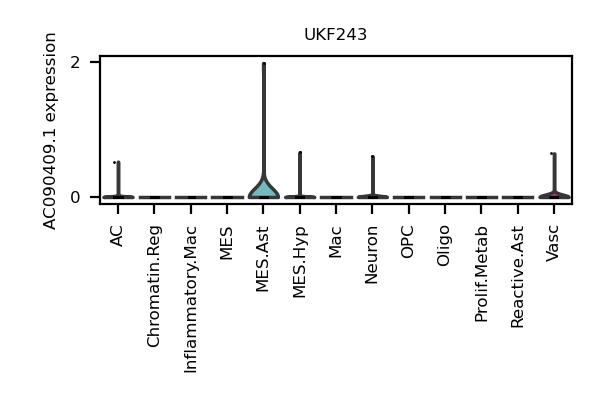 UKF243
AC090409.1 expression
2
0
AC
Chromatin.Reg
Inflammatory.Mac
MES
MES.Ast
MES.Hyp
Mac
Neuron
OPC
Oligo
Prolif.Metab
Reactive.Ast
Vasc